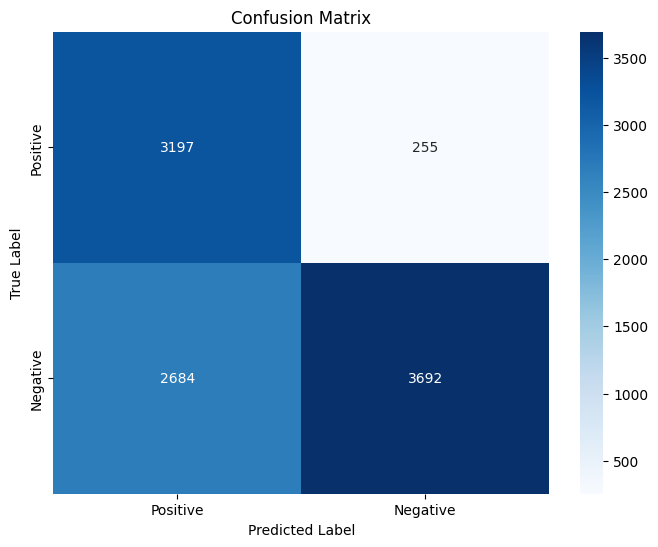 Confusion Matrix
3500
3000
2500
2000
1500
1000
500
True Label
Positive
Negative
3197
255
2684
3692
Positive
Negative
Predicted Label